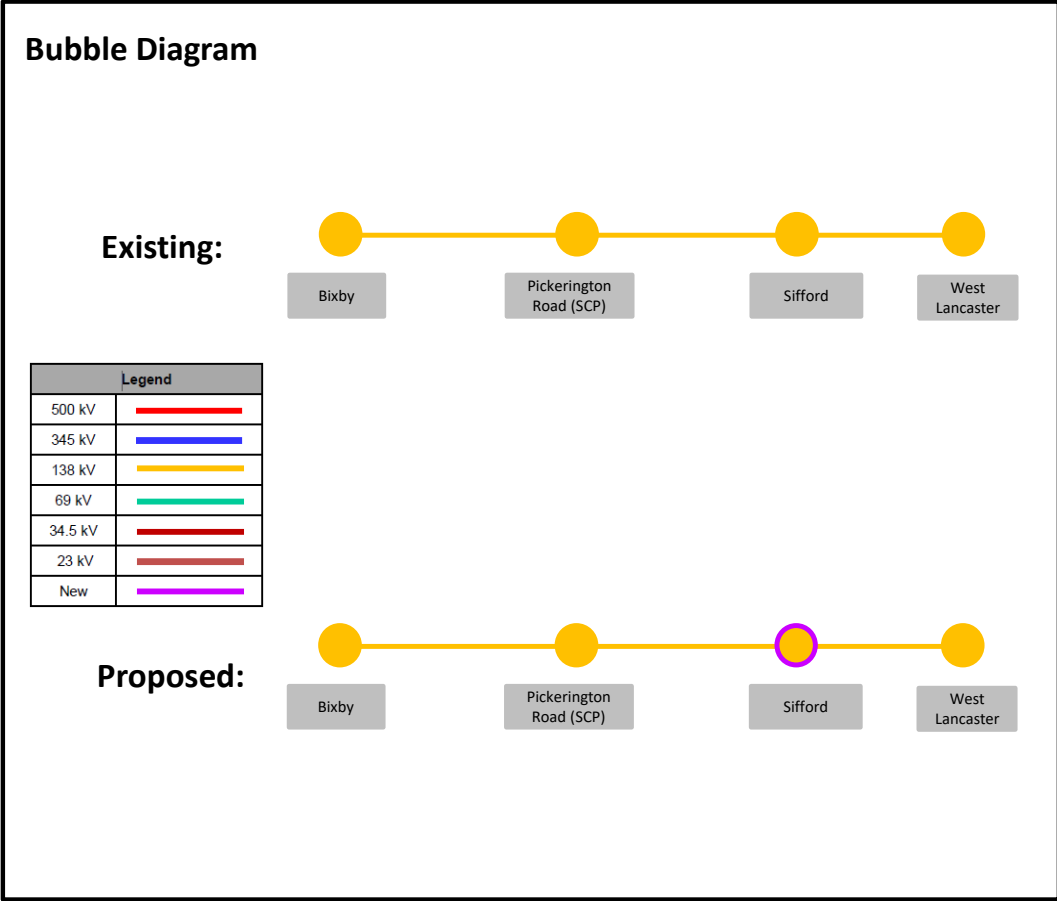 Bubble Diagram
Existing:
Bixby
Pickerington
Road (SCP)
Sifford
West
Lancaster
Legend
500 kV
345 kV
138 kV
69 kV
34.5 kV
23 kV
New
Proposed:
Bixby
Pickerington
Road (SCP)
Sifford
West
Lancaster